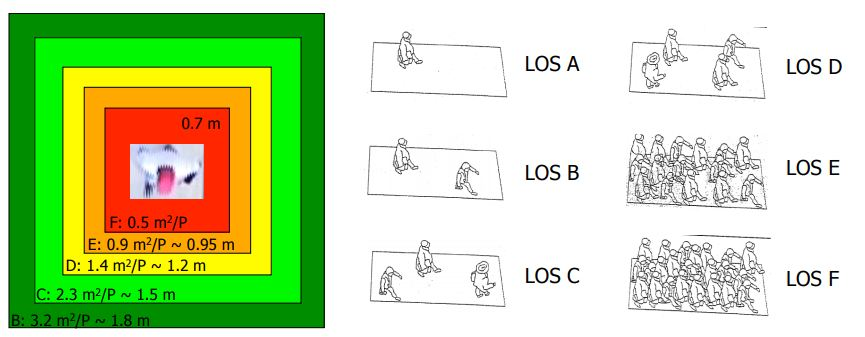 0.7 m
F: 0.5 m²/P
E: 0.9 m²/P ~ 0.95 m
D: 1.4 m²/P ~ 1.2 m
C: 2.3 m²/P ~ 1.5 m
B: 3.2 m²/P ~ 1.8 m
LOS A
LOS B
LOS C
LOS D
LOS E
LOS F